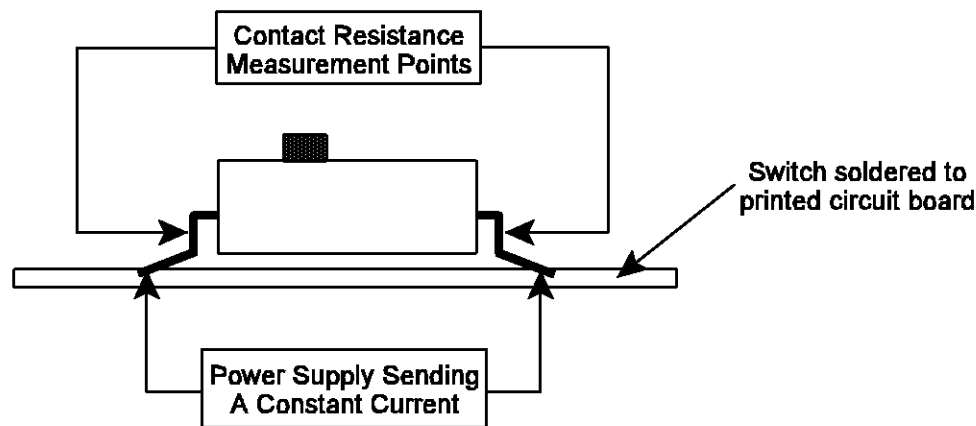 Contact Resistance
Measurement Points
Switch soldered to
printed circuit board
Power Supply Sending
A Constant Current